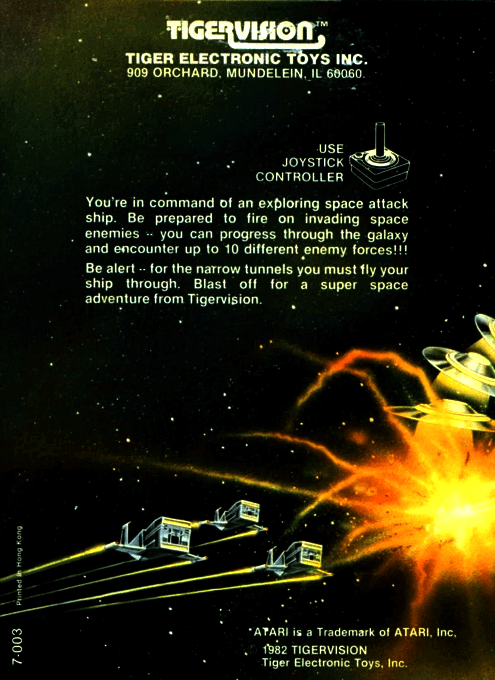 TIGERVISION™
TIGER ELECTRONIC TOYS INC.
909 ORCHARD, MUNDELEIN, IL 60060
USE
JOYSTICK
CONTROLLER
You're in command of an exploring space attack
ship. Be prepared to fire on invading space
enemies -- you can progress through the galaxy
and encounter up to 10 different enemy forces!!!
Be alert -- for the narrow tunnels you must fly your
ship through. Blast off for a super space
adventure from Tigervision.
Printed in Hong Kong
7-003
ATARI is a Trademark of ATARI, Inc,
1982 TIGERVISION
Tiger Electronic Toys, Inc.